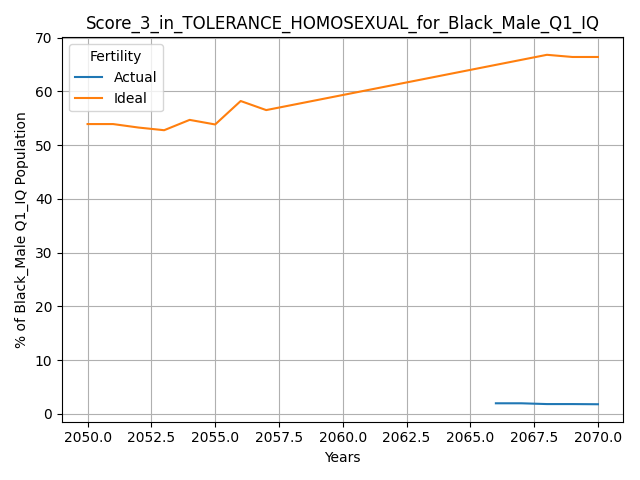 Score_3_in_TOLERANCE_HOMOSEXUAL_for_Black_Male_Q1_IQ
Fertility
Actual
Ideal
% of Black_Male Q1_IQ Population
70
60
50
40
30
20
10
0
2050.0 2052.5 2055.0 2057.5 2060.0 2062.5 2065.0 2067.5 2070.0
Years